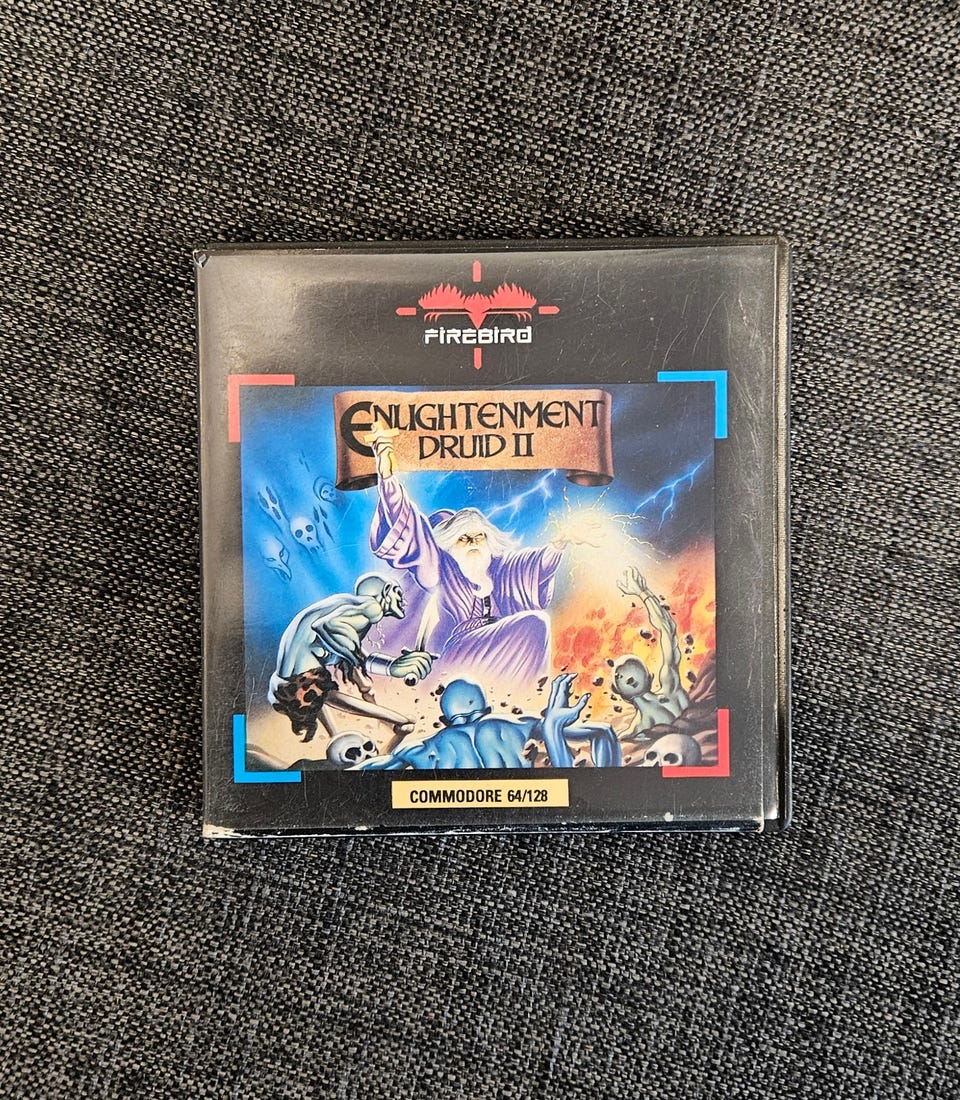 FIREBIRD
ENLIGHTENMENT
DRUID II
COMMODORE 64/128